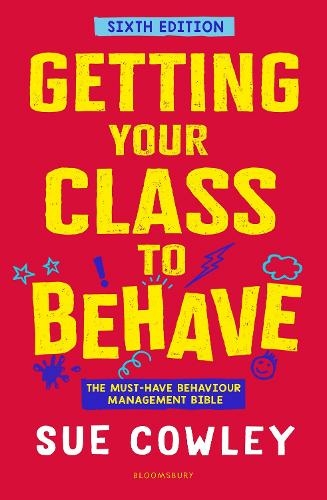 SIXTH EDITION
GETTING
YOUR
CLASS
TO
BEHAVE
THE MUST-HAVE BEHAVIOUR
MANAGEMENT BIBLE
SUE COWLEY
BLOOMSBURY